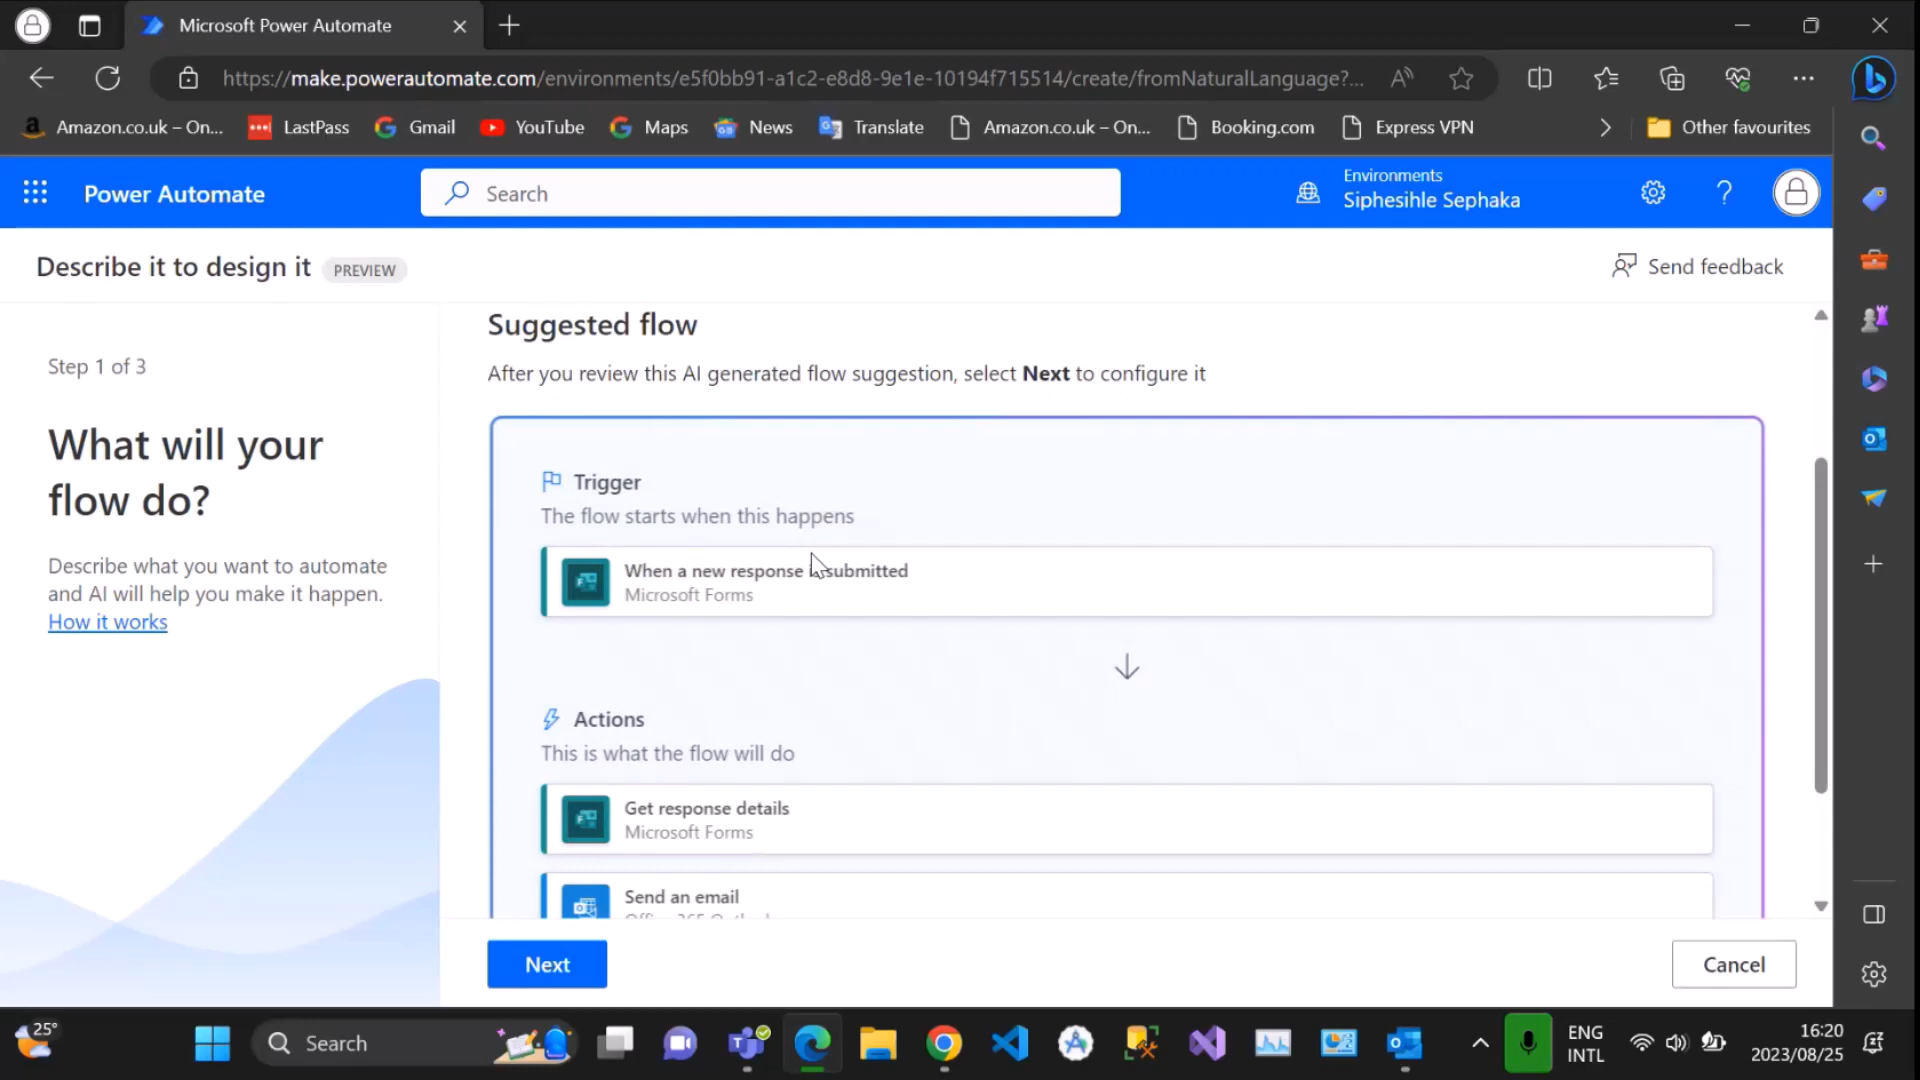 Microsoft Power Automate
https://make.powerautomate.com/environments/e5f0bb91-a1c2-e8d8-9e1e-10194f715514/create/fromNaturalLanguage?...
Amazon.co.uk – On...
LastPass
Gmail
YouTube
Maps
News
Translate
Amazon.co.uk – On...
Booking.com
Express VPN
Other favourites
Power Automate
Search
Environments
Siphesihle Sephaka
Describe it to design it
PREVIEW
Send feedback
Step 1 of 3
What will your
flow do?
Describe what you want to automate
and AI will help you make it happen.
How it works
Suggested flow
After you review this AI generated flow suggestion, select Next to configure it
Trigger
The flow starts when this happens
When a new response is submitted
Microsoft Forms
Actions
This is what the flow will do
Get response details
Microsoft Forms
Send an email
Office 365 Outlook
Next
Cancel
25°
Search
ENG
INTL
16:20
2023/08/25